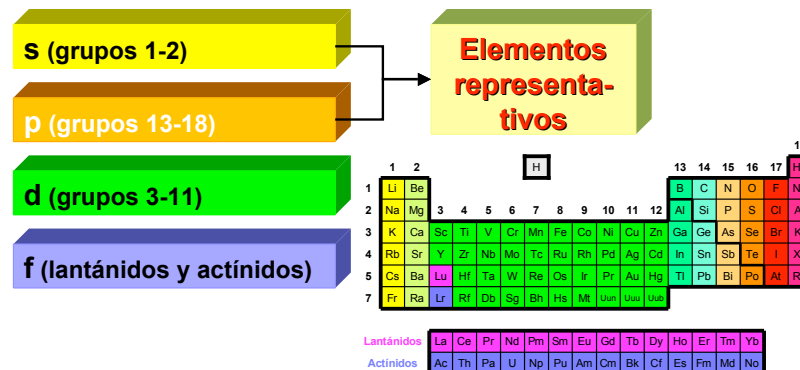 s (grupos 1-2)
p (grupos 13-18)
d (grupos 3-11)
f (lantánidos y actínidos)
Elementos
representa-
tivos
H
1 2 13 14 15 16 17
1 Li Be B C N O F
2 Na Mg 3 4 5 6 7 8 9 10 11 12 Al Si P S Cl
3 K Ca Sc Ti V Cr Mn Fe Co Ni Cu Zn Ga Ge As Se Br
4 Rb Sr Y Zr Nb Mo Tc Ru Rh Pd Ag Cd In Sn Sb Te I
5 Cs Ba Lu Hf Ta W Re Os Ir Pr Au Hg Tl Pb Bi Po At
7 Fr Ra Lr Rf Db Sg Bh Hs Mt Uun Uuu Uub
Lantánidos La Ce Pr Nd Pm Sm Eu Gd Tb Dy Ho Er Tm Yb
Actínidos Ac Th Pa U Np Pu Am Cm Bk Cf Es Fm Md No